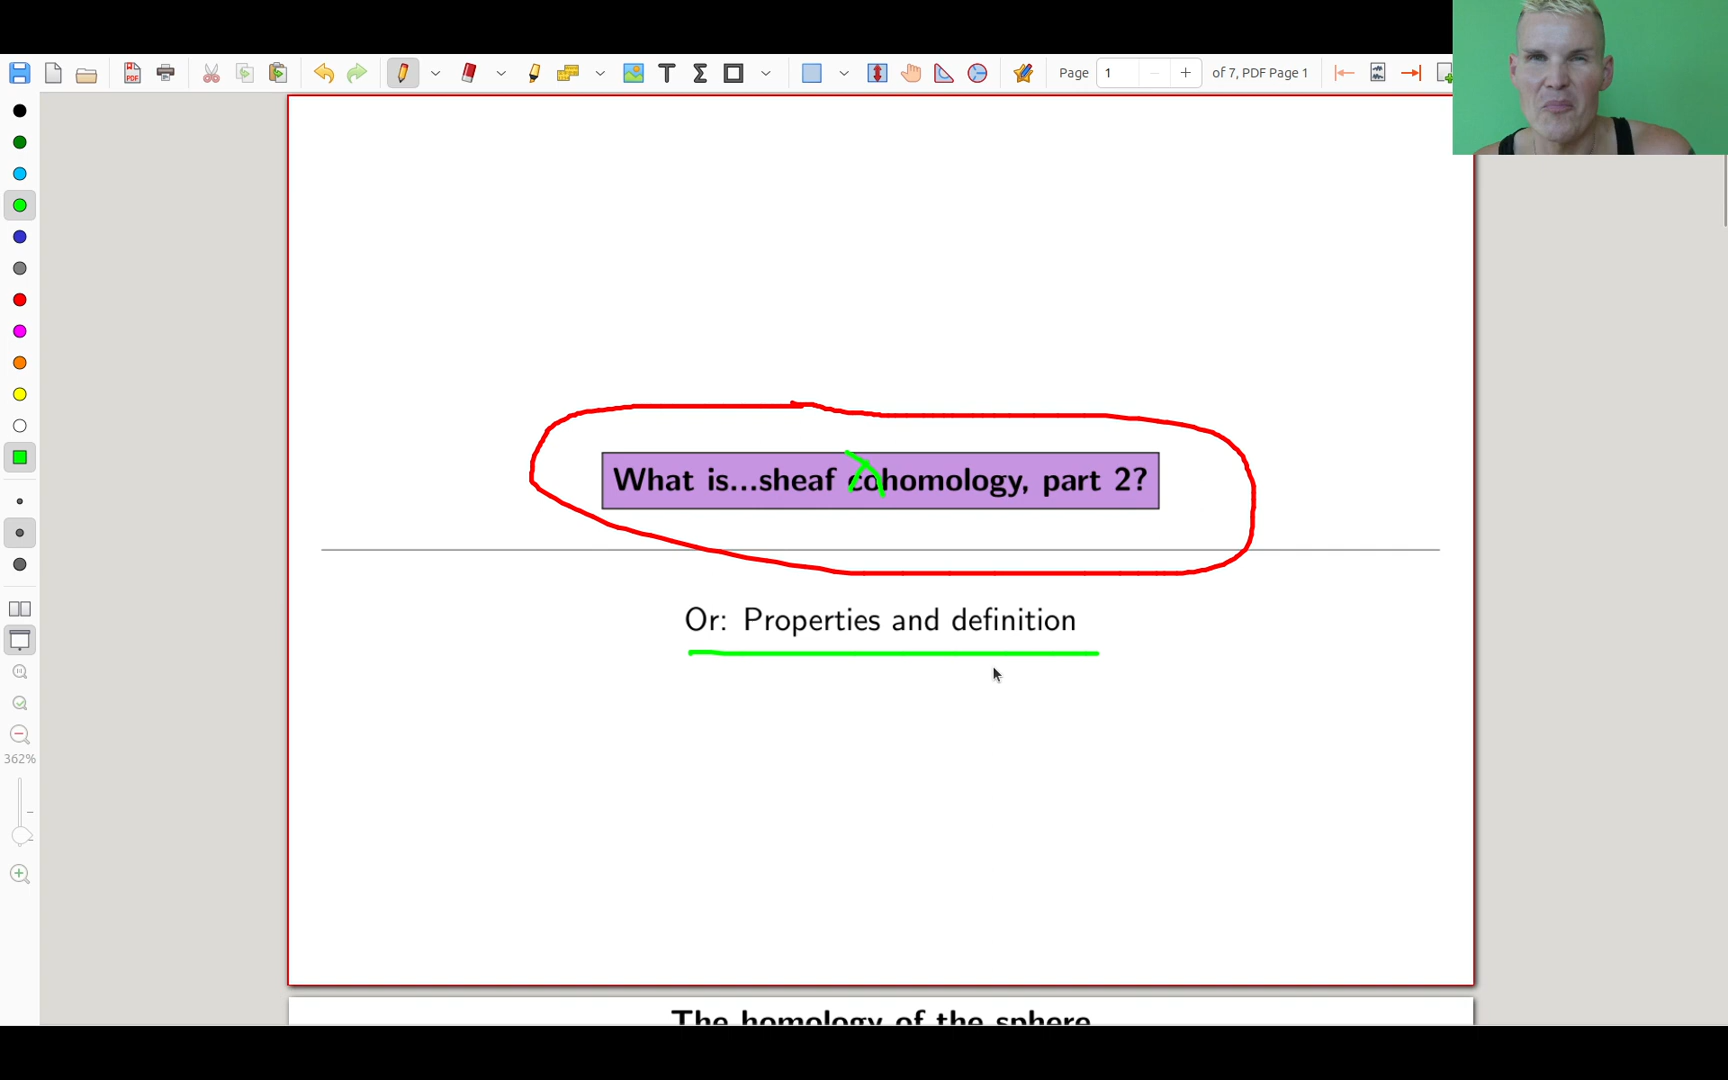 Page 1 of 7, PDF Page 1
PDF
What is...sheaf cohomology, part 2?
Or: Properties and definition
362%
The homology of the sphere